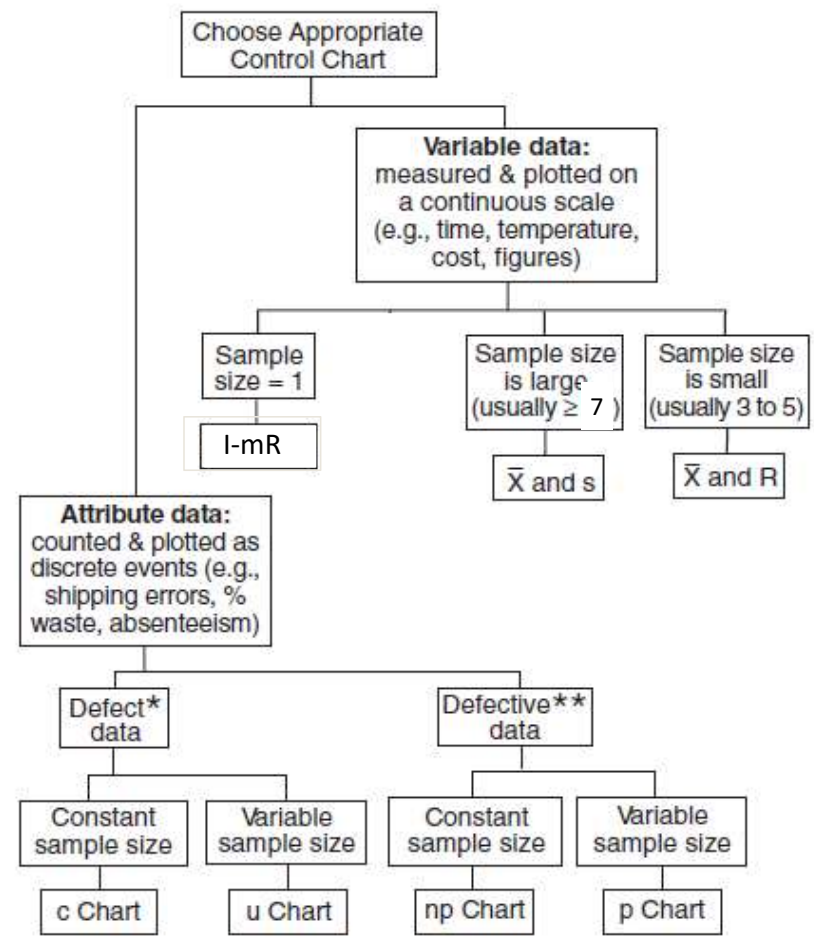 Choose Appropriate
Control Chart
Variable data:
measured & plotted on
a continuous scale
(e.g., time, temperature,
cost, figures)
Sample
size = 1
Sample size
is large
(usually ≥ 7 )
Sample size
is small
(usually 3 to 5)
I-mR
X̅ and s
X̅ and R
Attribute data:
counted & plotted as
discrete events (e.g.,
shipping errors, %
waste, absenteeism)
Defect*
data
Defective**
data
Constant
sample size
Variable
sample size
Constant
sample size
Variable
sample size
c Chart
u Chart
np Chart
p Chart